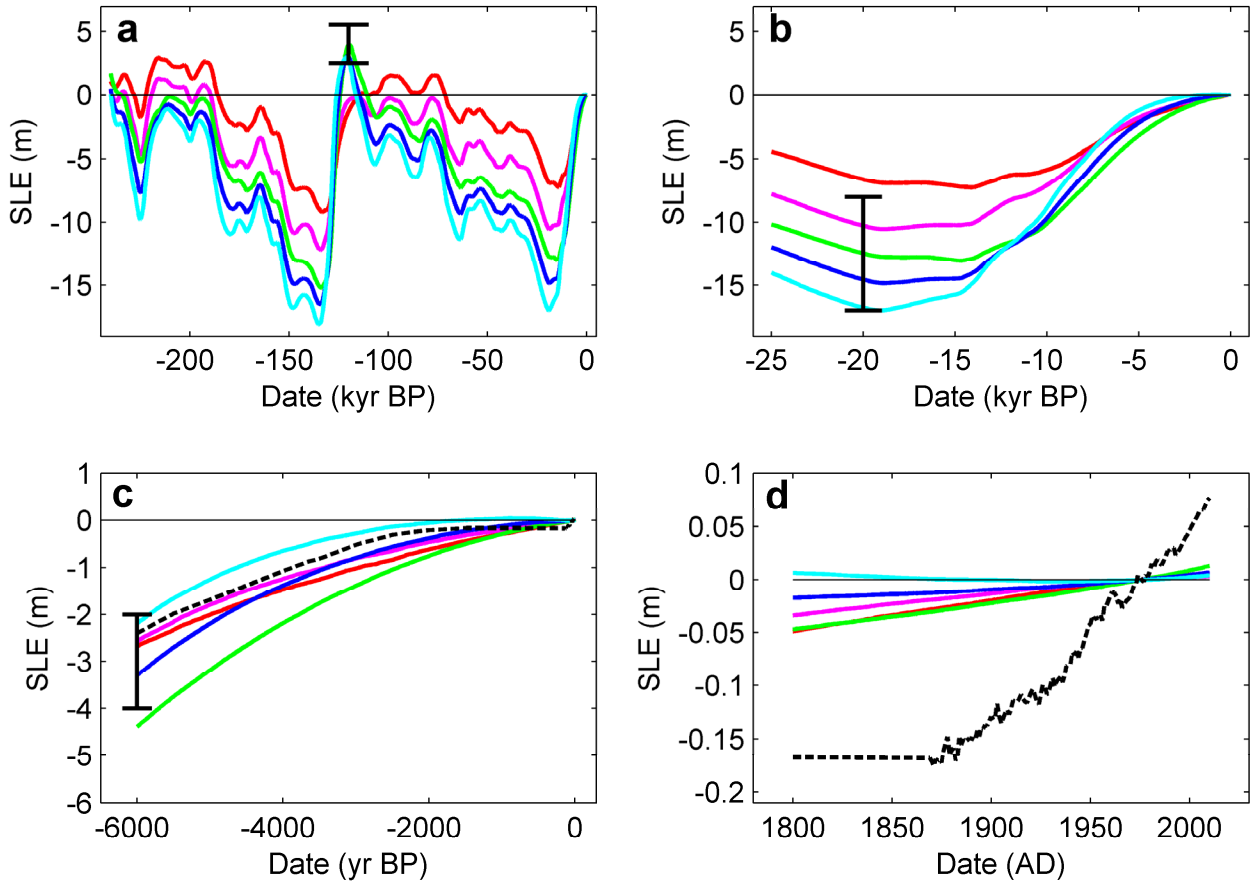 a
5
0
-5
-10
-15
SLE (m)
-200 -150 -100 -50 0
Date (kyr BP)
b
5
0
-5
-10
-15
SLE (m)
-25 -20 -15 -10 -5 0
Date (kyr BP)
c
1
0
-1
-2
-3
-4
-5
-6
SLE (m)
-6000 -4000 -2000 0
Date (yr BP)
d
0.1
0.05
0
-0.05
-0.1
-0.15
-0.2
SLE (m)
1800 1850 1900 1950 2000
Date (AD)